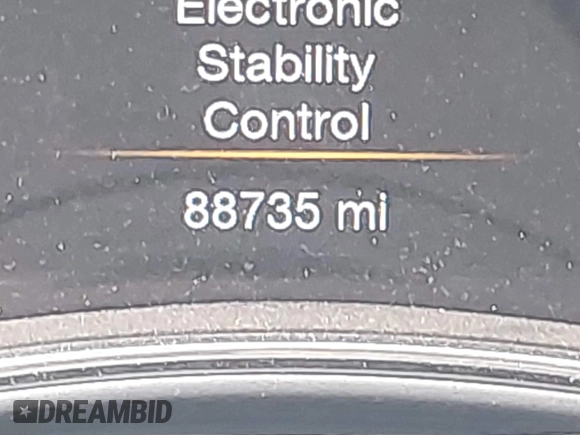 Electronic
Stability
Control
88735 mi
DREAMBID